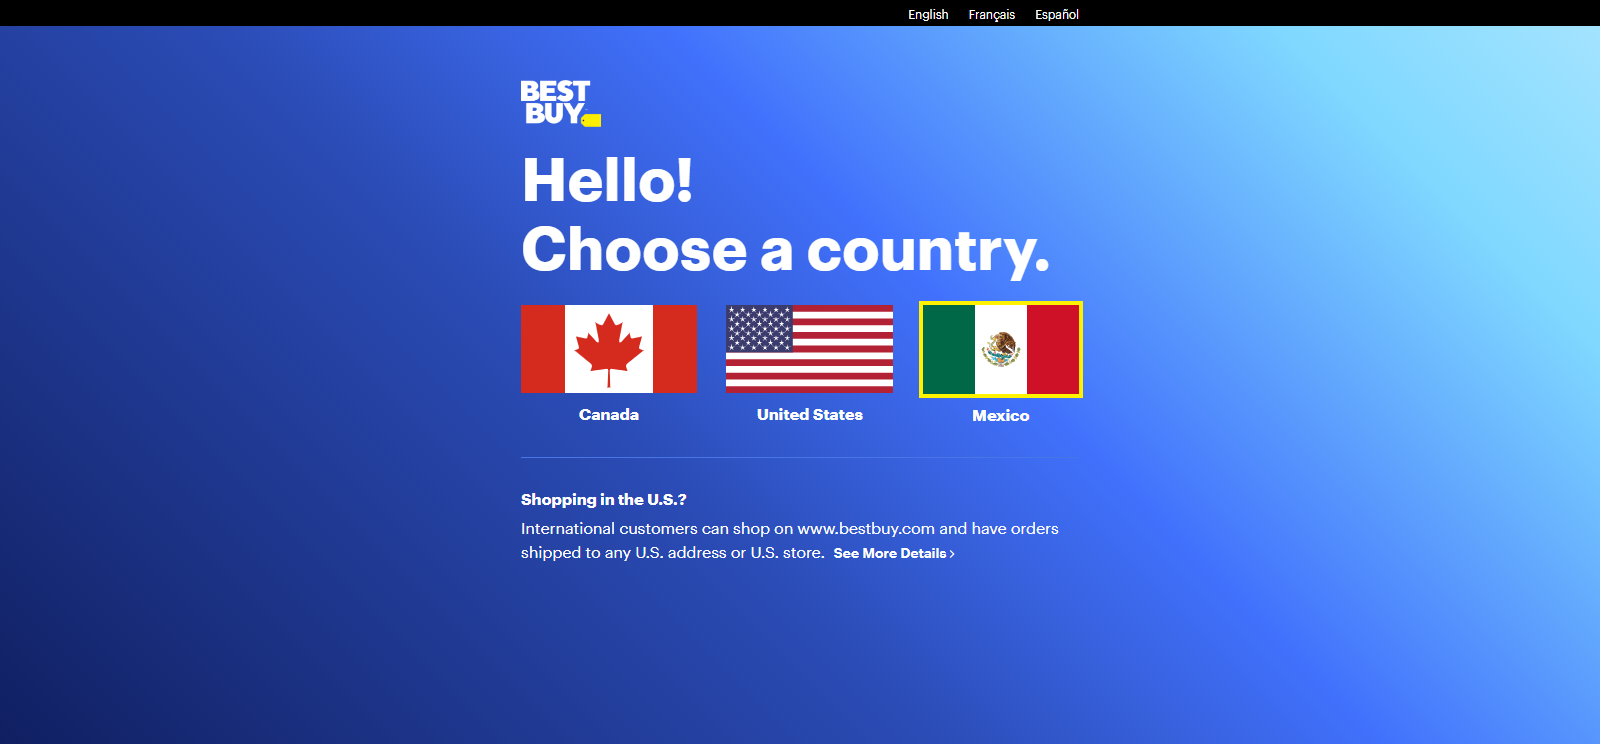 English Français Español
BEST
BUY
Hello!
Choose a country.
Canada United States Mexico
Shopping in the U.S.?
International customers can shop on www.bestbuy.com and have orders
shipped to any U.S. address or U.S. store. See More Details ›